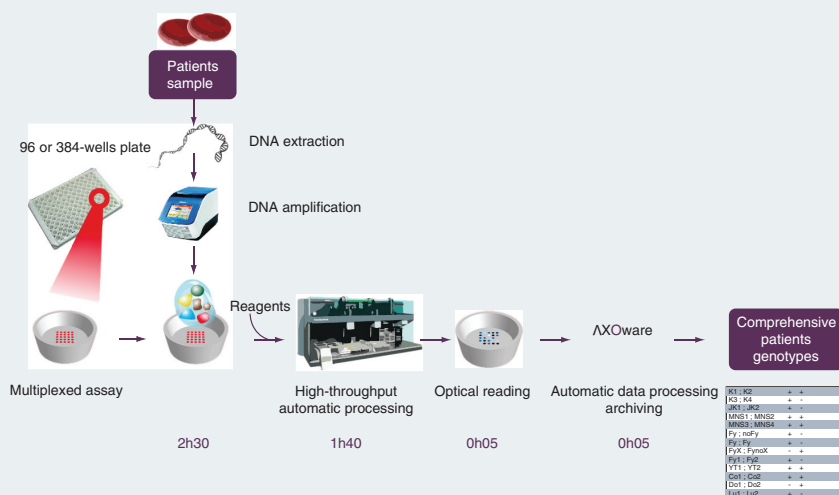 Patients
sample
96 or 384-wells plate
DNA extraction
DNA amplification
Reagents
ΛXOware
Comprehensive
patients
genotypes
Multiplexed assay
High-throughput
automatic processing
Optical reading
Automatic data processing
archiving
2h30
1h40
0h05
0h05
K1 ; K2 + +
K3 ; K4 + -
JK1 ; JK2 + -
MNS1 ; MNS2 + +
MNS3 ; MNS4 + +
Fy ; noFy + -
Fy ; Fy + -
FyX ; FynoX - +
Fy1 ; Fy2 + -
YT1 ; YT2 + +
Co1 ; Co2 + +
Do1 ; Do2 - +
Lu1 ; Lu2 + -